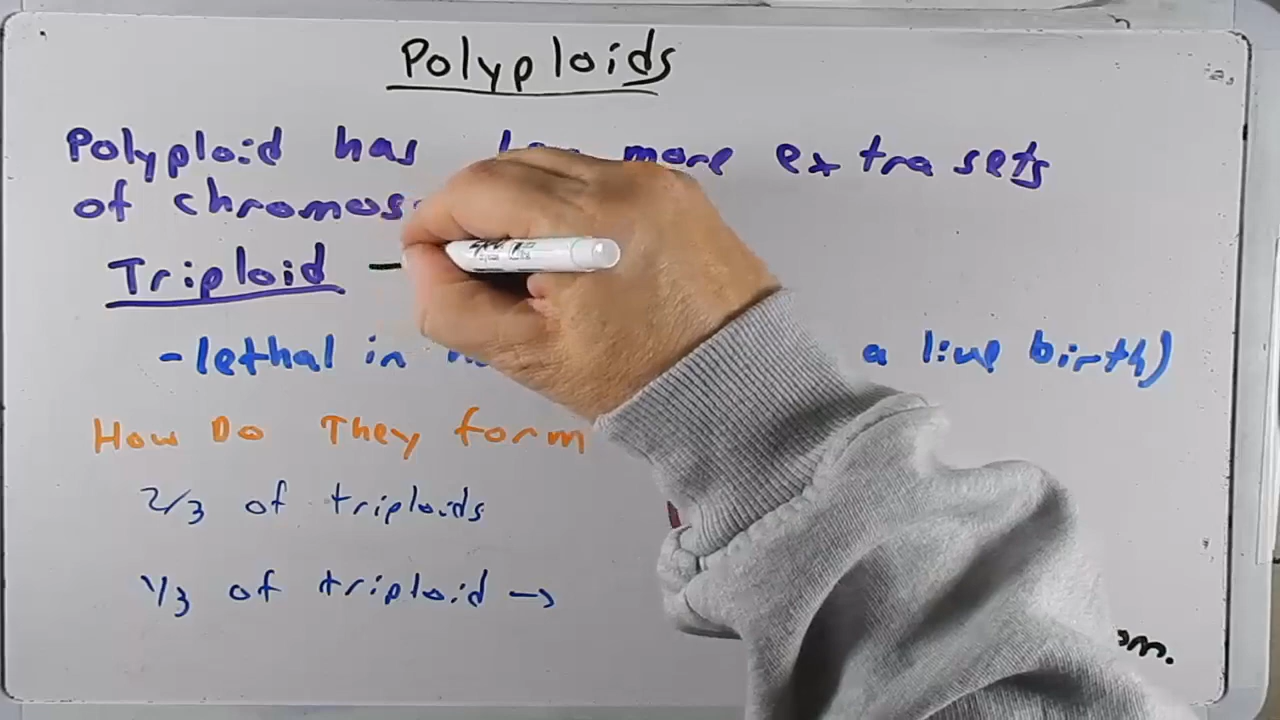 Polyploids
Polyploid has more extra sets
of chromos
Triploid -
-lethal in a live birth)
How Do They form
2/3 of triploids
1/3 of triploid →
om.